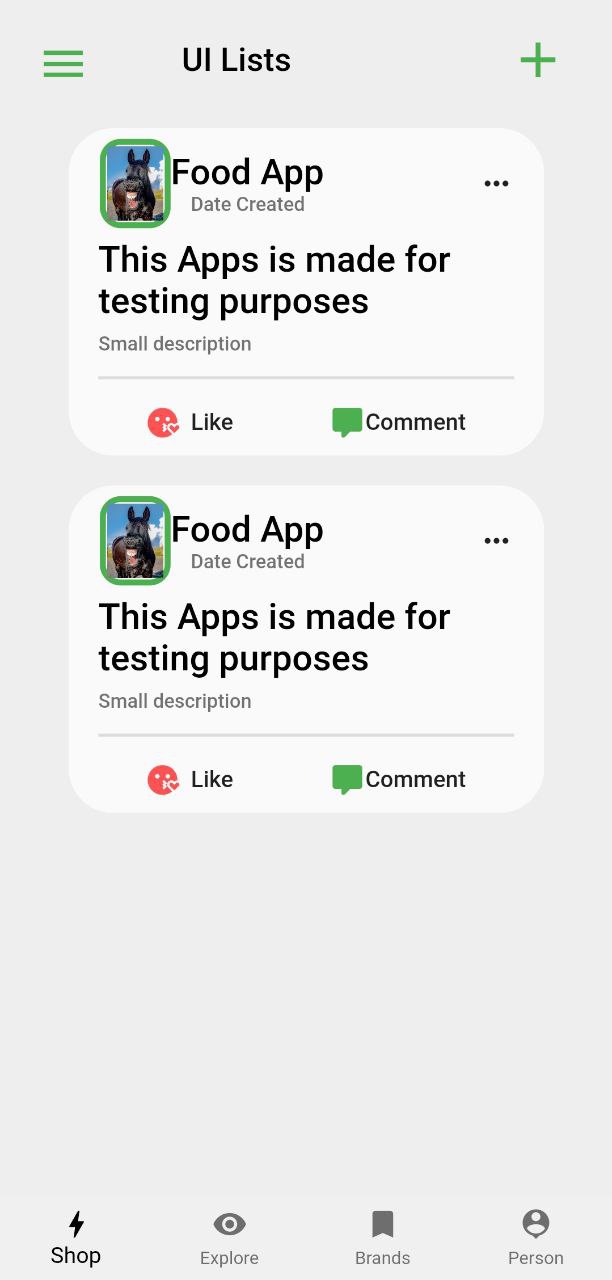 UI Lists
Food App
Date Created
This Apps is made for
testing purposes
Small description
Like
Comment
Food App
Date Created
This Apps is made for
testing purposes
Small description
Like
Comment
Shop
Explore
Brands
Person